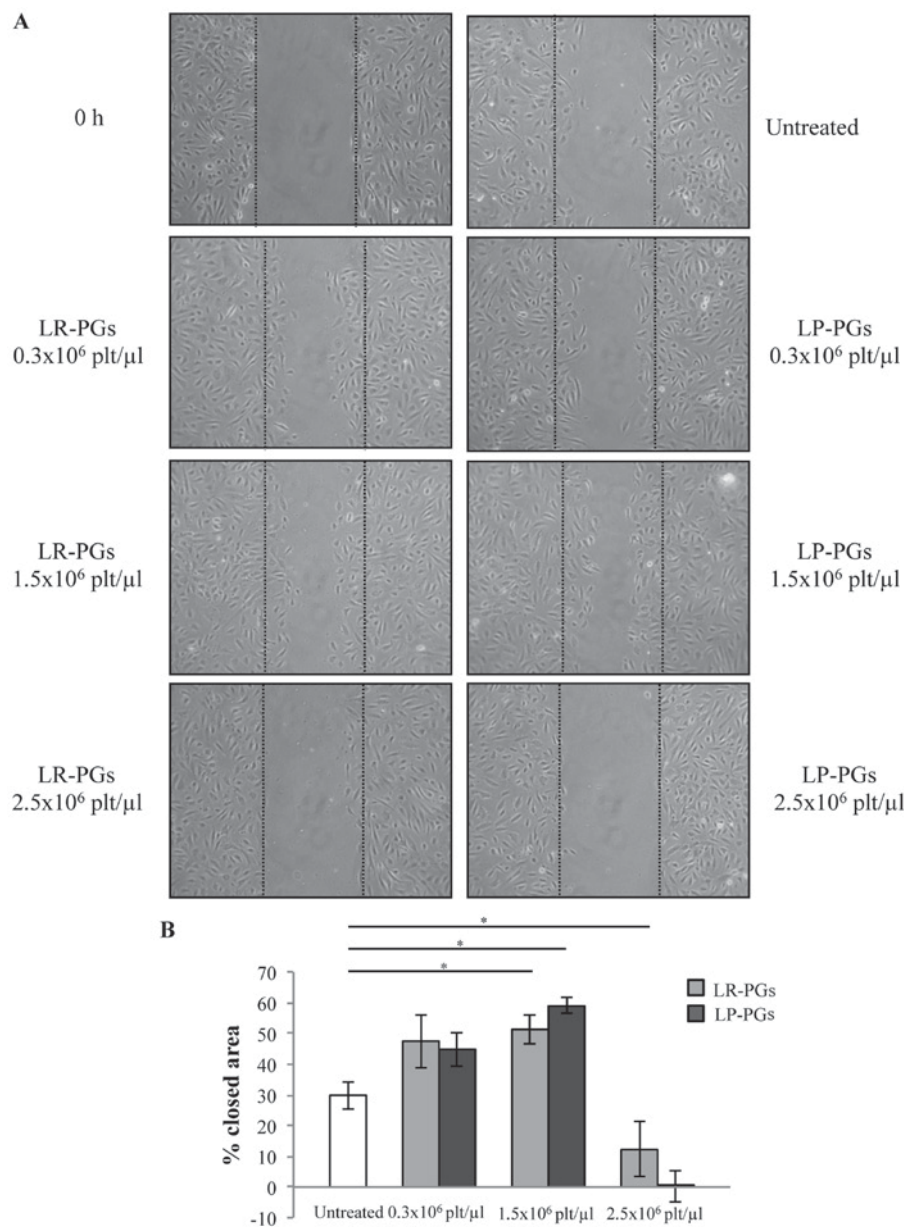 A
0 h
Untreated
LR-PGs
0.3x10⁶ plt/µl
LP-PGs
0.3x10⁶ plt/µl
LR-PGs
1.5x10⁶ plt/µl
LP-PGs
1.5x10⁶ plt/µl
LR-PGs
2.5x10⁶ plt/µl
LP-PGs
2.5x10⁶ plt/µl
B
*
*
*
% closed area
70
60
50
40
30
20
10
0
-10
LR-PGs
LP-PGs
Untreated 0.3x10⁶ plt/µl 1.5x10⁶ plt/µl 2.5x10⁶ plt/µl